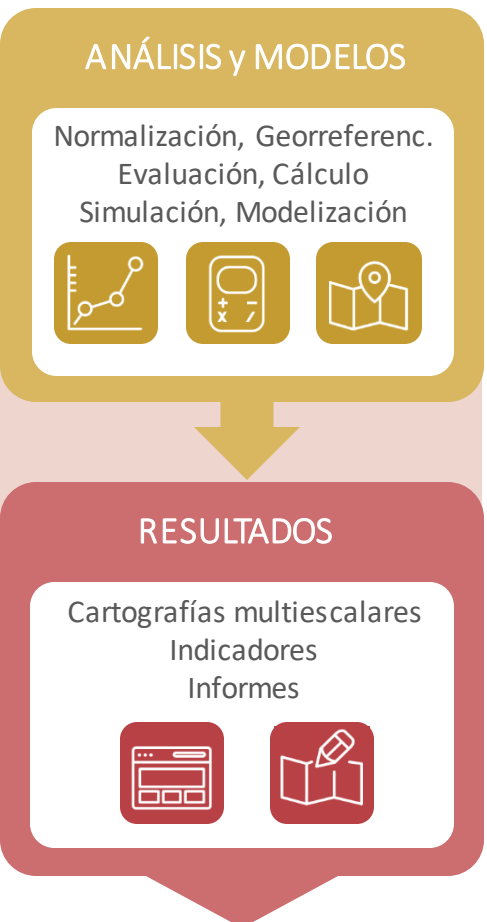 ANÁLISIS y MODELOS
Normalización, Georreferenc.
Evaluación, Cálculo
Simulación, Modelización
RESULTADOS
Cartografías multiescalares
Indicadores
Informes